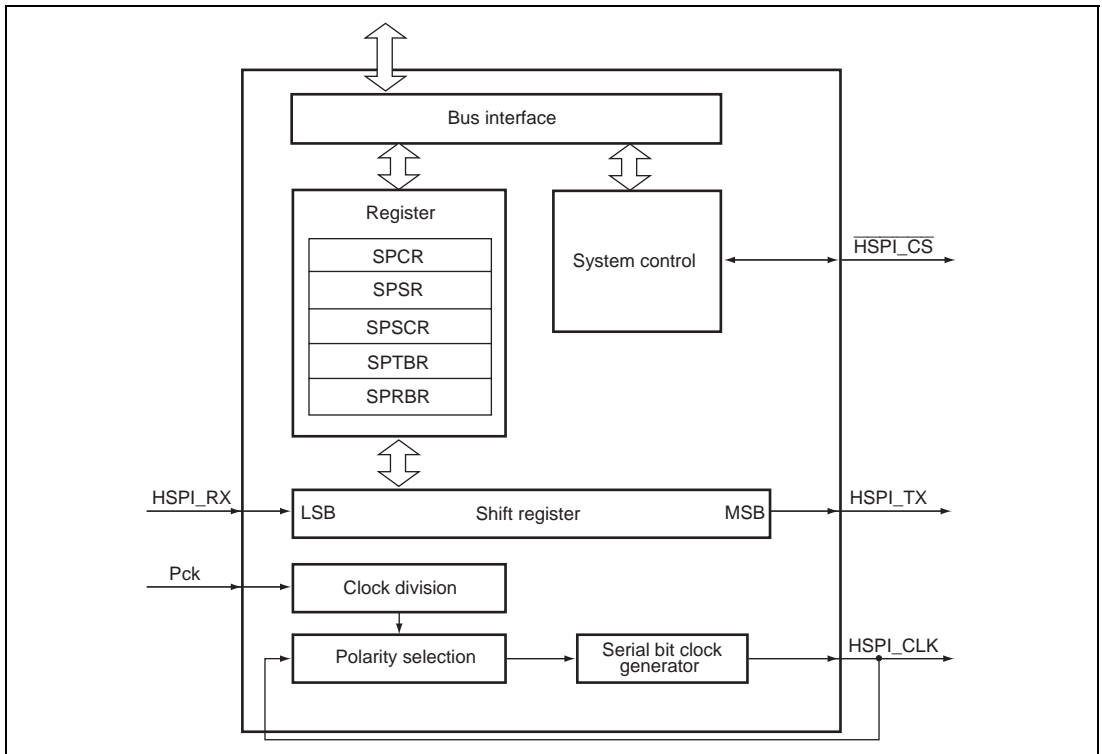 Bus interface
Register
SPCR
SPSR
SPSCR
SPTBR
SPRBR
System control
HSPI_CS
HSPI_RX
LSB
Shift register
MSB
HSPI_TX
Pck
Clock division
Polarity selection
Serial bit clock
generator
HSPI_CLK